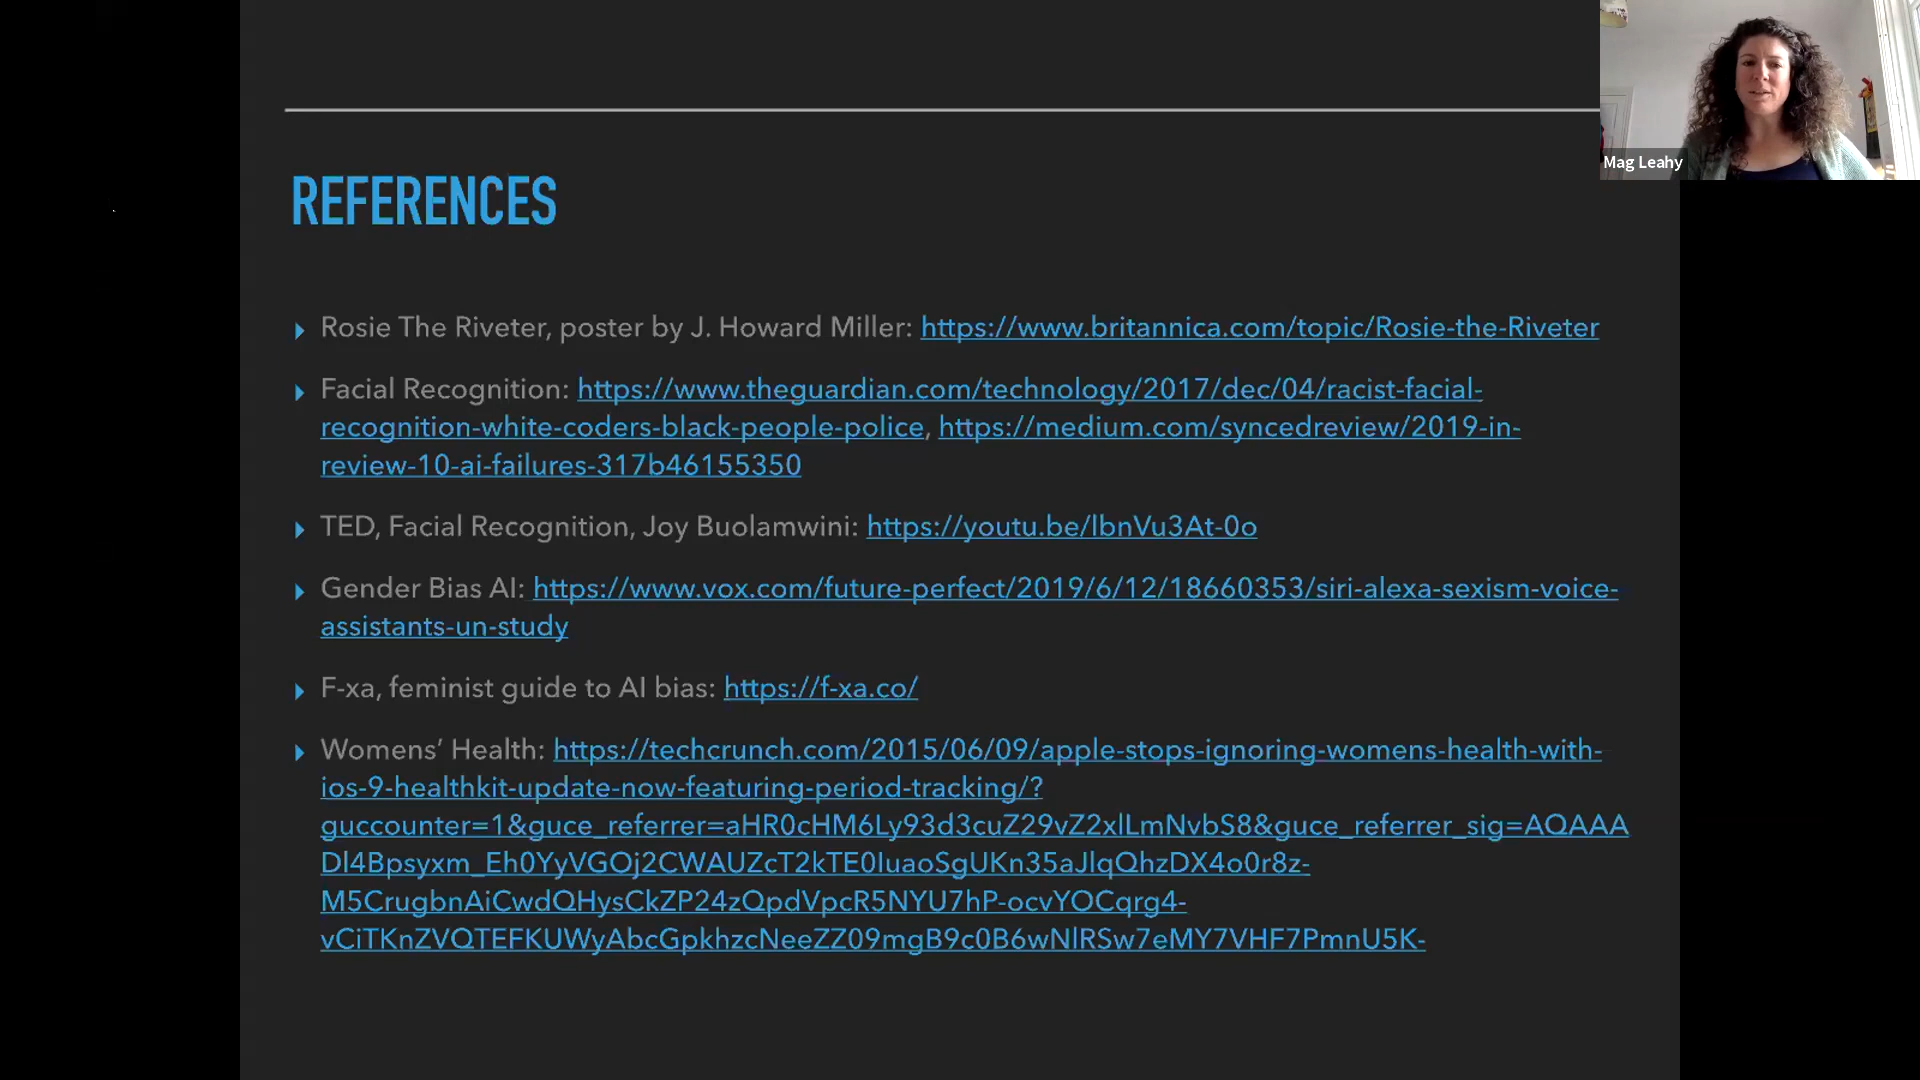 Mag Leahy
REFERENCES
Rosie The Riveter, poster by J. Howard Miller: https://www.britannica.com/topic/Rosie-the-Riveter
Facial Recognition: https://www.theguardian.com/technology/2017/dec/04/racist-facial-
recognition-white-coders-black-people-police, https://medium.com/syncedreview/2019-in-
review-10-ai-failures-317b46155350
TED, Facial Recognition, Joy Buolamwini: https://youtu.be/lbnVu3At-0o
Gender Bias AI: https://www.vox.com/future-perfect/2019/6/12/18660353/siri-alexa-sexism-voice-
assistants-un-study
F-xa, feminist guide to AI bias: https://f-xa.co/
Womens’ Health: https://techcrunch.com/2015/06/09/apple-stops-ignoring-womens-health-with-
ios-9-healthkit-update-now-featuring-period-tracking/?
guccounter=1&guce_referrer=aHR0cHM6Ly93d3cuZ29vZ2xlLmNvbS8&guce_referrer_sig=AQAAA
Dl4Bpsyxm_Eh0YyVGOj2CWAUZcT2kTE0IuaoSgUKn35aJlqQhzDX4o0r8z-
M5CrugbnAiCwdQHysCkZP24zQpdVpcR5NYU7hP-ocvYOCqrg4-
vCiTKnZVQTEFKUWyAbcGpkhzcNeeZZ09mgB9c0B6wNlRSw7eMY7VHF7PmnU5K-